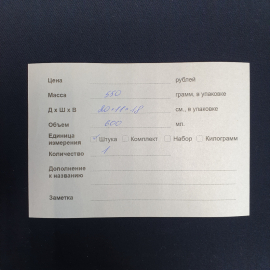 Цена рублей
Масса 550 грамм, в упаковке
Д х Ш х В см., в упаковке
Объем 600 мл.
Единица измерения Штука Комплект Набор Килограмм
Количество 1
Дополнение к названию
Заметка